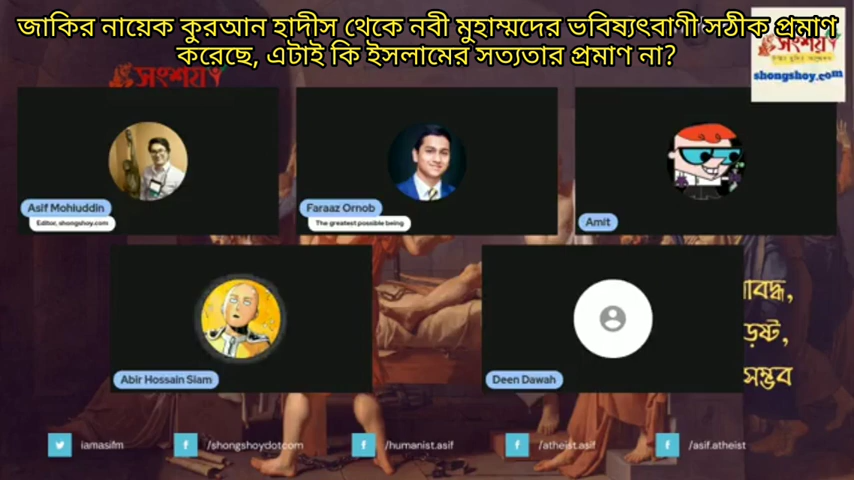 জাকির নায়েক কুরআন হাদীস থেকে নবী মুহাম্মদের ভবিষ্যৎবাণী সঠীক প্রমাণ
করেছে, এটাই কি ইসলামের সত্যতার প্রমাণ না?
সংশয়
shongshoy.com
সংশয়
Asif Mohiuddin
Editor, shongshoy.com
Faraaz Ornob
The greatest possible being
Amit
Abir Hossain Siam
Deen Dawah
iamasifm
/shongshoydotcom
/humanist.asif
/atheist.asif
/asif.atheist